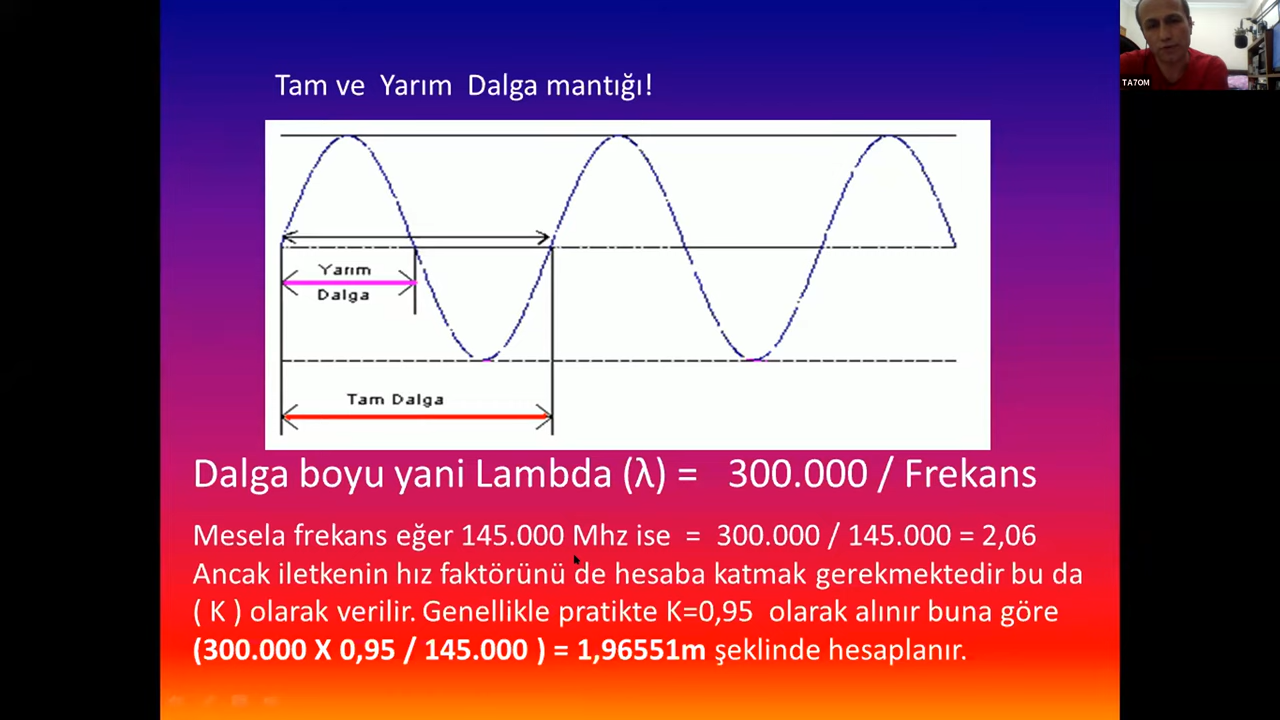 Tam ve Yarım Dalga mantığı!
Yarım
Dalga
Tam Dalga
Dalga boyu yani Lambda (λ) = 300.000 / Frekans
Mesela frekans eğer 145.000 Mhz ise = 300.000 / 145.000 = 2,06
Ancak iletkenin hız faktörünü de hesaba katmak gerekmektedir bu da
( K ) olarak verilir. Genellikle pratikte K=0,95 olarak alınır buna göre
(300.000 X 0,95 / 145.000 ) = 1,96551m şeklinde hesaplanır.
TA7OM